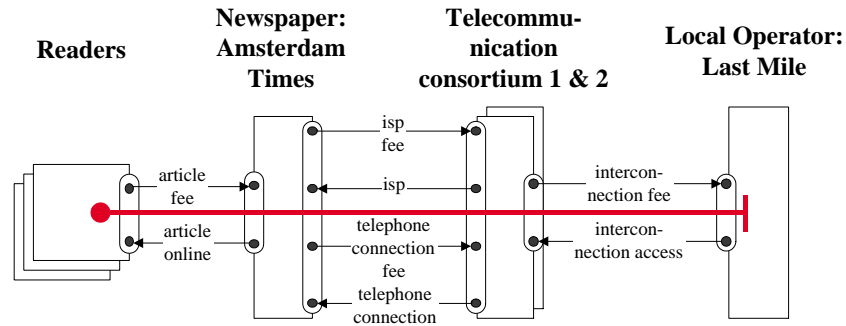 Readers
Newspaper:
Amsterdam
Times
Telecommu-
nication
consortium 1 & 2
Local Operator:
Last Mile
article
fee
article
online
isp
fee
isp
telephone
connection
fee
telephone
connection
intercon-
nection fee
intercon-
nection access